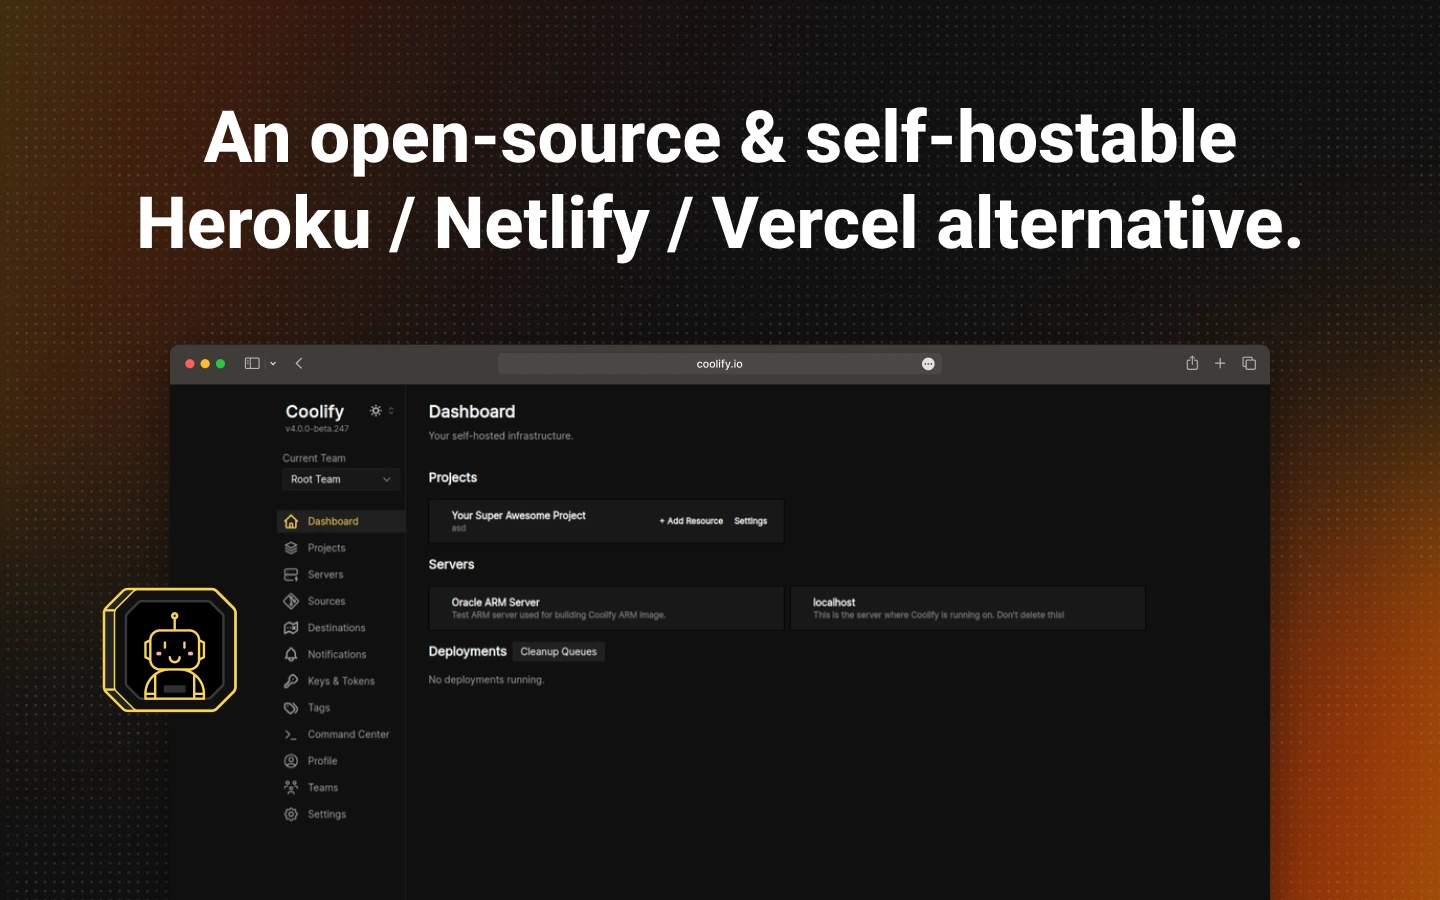 An open-source & self-hostable
Heroku / Netlify / Vercel alternative.
coolify.io
Coolify
v4.0.0-beta.247
Current Team
Root Team
Dashboard
Projects
Servers
Sources
Destinations
Notifications
Keys & Tokens
Tags
Command Center
Profile
Teams
Settings
Dashboard
Your self-hosted infrastructure.
Projects
Your Super Awesome Project
asd
+ Add Resource Settings
Servers
Oracle ARM Server
Test ARM server used for building Coolify ARM image.
localhost
This is the server where Coolify is running on. Don't delete this!
Deployments Cleanup Queues
No deployments running.